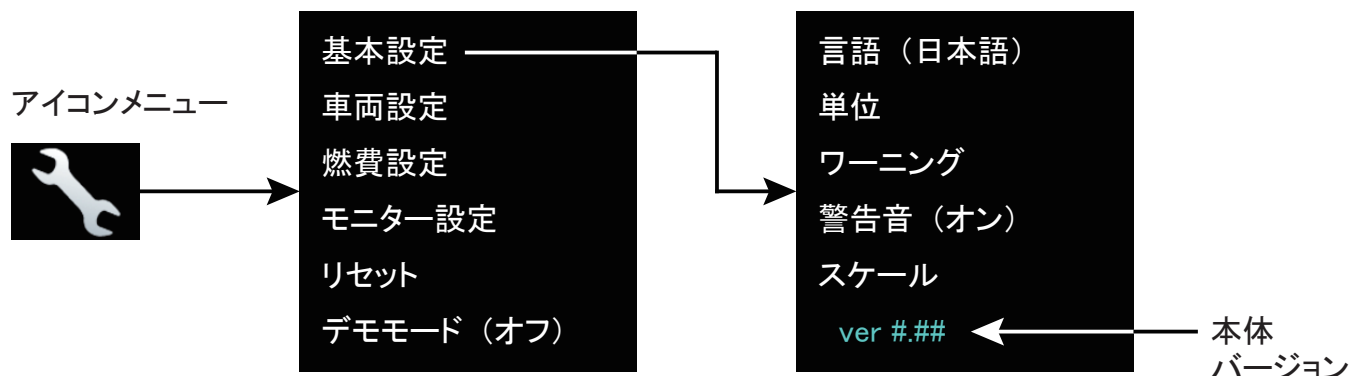 アイコンメニュー
基本設定
車両設定
燃費設定
モニター設定
リセット
デモモード（オフ）
言語（日本語）
単位
ワーニング
警告音（オン）
スケール
ver #.##
本体
バージョン